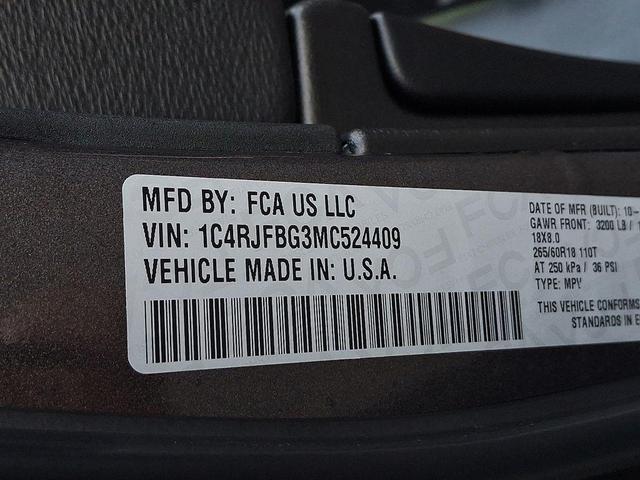 MFD BY: FCA US LLC
VIN: 1C4RJFBG3MC524409
VEHICLE MADE IN: U.S.A.
DATE OF MFR (BUILT): 10-
GAWR FRONT: 3200 LB /
18X8.0
265/60R18 110T
AT 250 kPa / 36 PSI
TYPE: MPV
THIS VEHICLE CONFORMS
STANDARDS IN